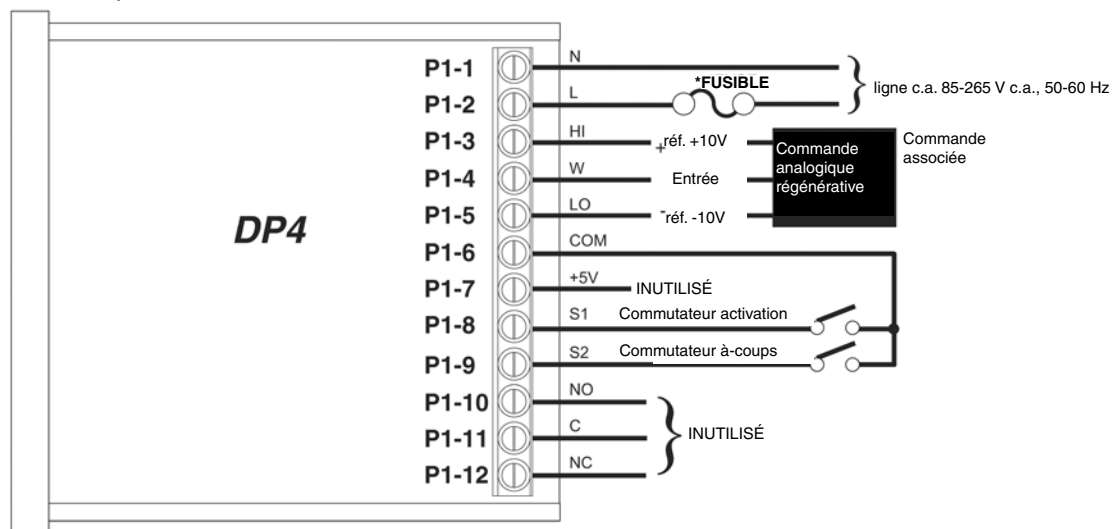 P1-1 N
*FUSIBLE
P1-2 L
ligne c.a. 85-265 V c.a., 50-60 Hz
P1-3 HI + réf. +10V
P1-4 W Entrée
P1-5 LO - réf. -10V
Commande
analogique
régénérative
Commande
associée
DP4
P1-6 COM
P1-7 +5V INUTILISÉ
P1-8 S1 Commutateur activation
P1-9 S2 Commutateur à-coups
P1-10 NO
P1-11 C
INUTILISÉ
P1-12 NC